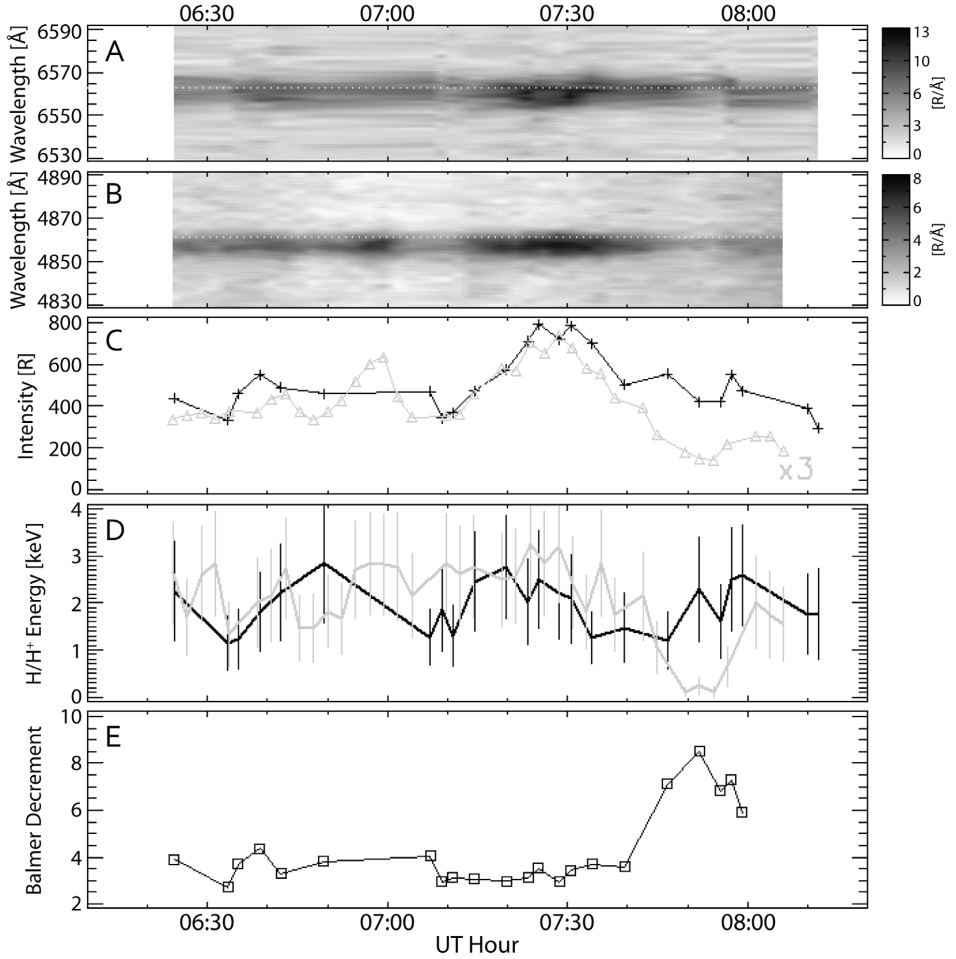 06:30 07:00 07:30 08:00
A
Wavelength [Å]
6590
6570
6550
6530
13
10
6
3
0
[R/Å]
B
Wavelength [Å]
4890
4870
4850
4830
8
6
4
2
0
[R/Å]
C
Intensity [R]
800
600
400
200
0
x3
D
H/H⁺ Energy [keV]
4
3
2
1
0
E
Balmer Decrement
10
8
6
4
2
06:30 07:00 07:30 08:00
UT Hour